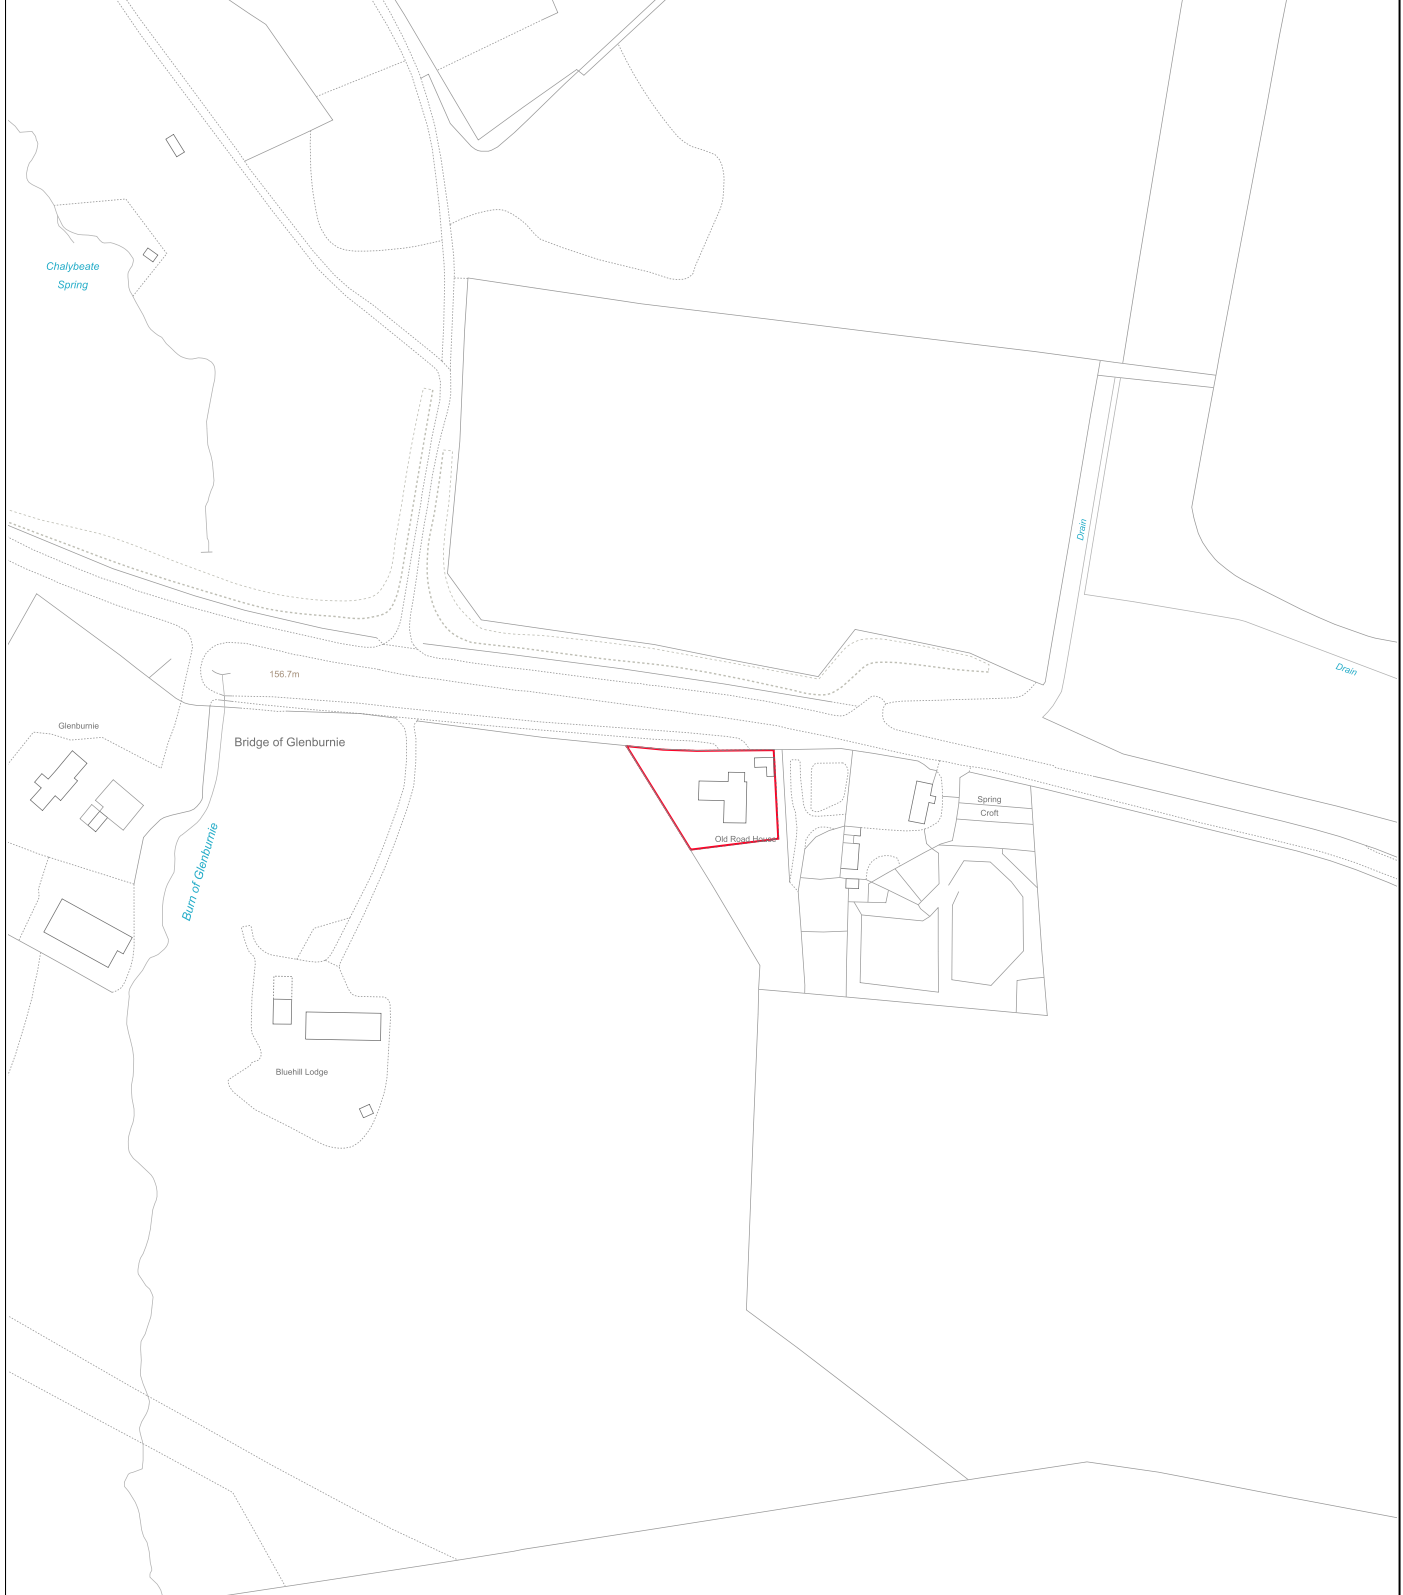 Chalybeate
Spring
Drain
Drain
156.7m
Glenburnie
Bridge of Glenburnie
Spring
Croft
Old Road House
Burn of Glenburnie
Bluehill Lodge